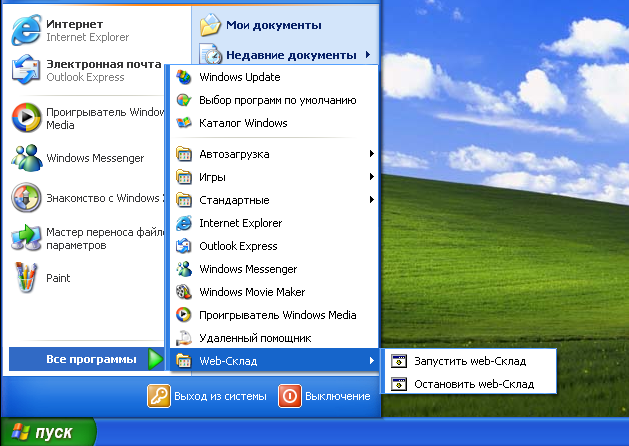 Интернет
Internet Explorer
Электронная почта
Outlook Express
Проигрыватель Window
Media
Windows Messenger
Знакомство с Windows
Мастер переноса файло
параметров
Paint
Все программы
Мои документы
Недавние документы
Windows Update
Выбор программ по умолчанию
Каталог Windows
Автозагрузка
Игры
Стандартные
Internet Explorer
Outlook Express
Windows Messenger
Windows Movie Maker
Проигрыватель Windows Media
Удаленный помощник
Web-Склад
Запустить web-Склад
Остановить web-Склад
Выход из системы
Выключение
пуск